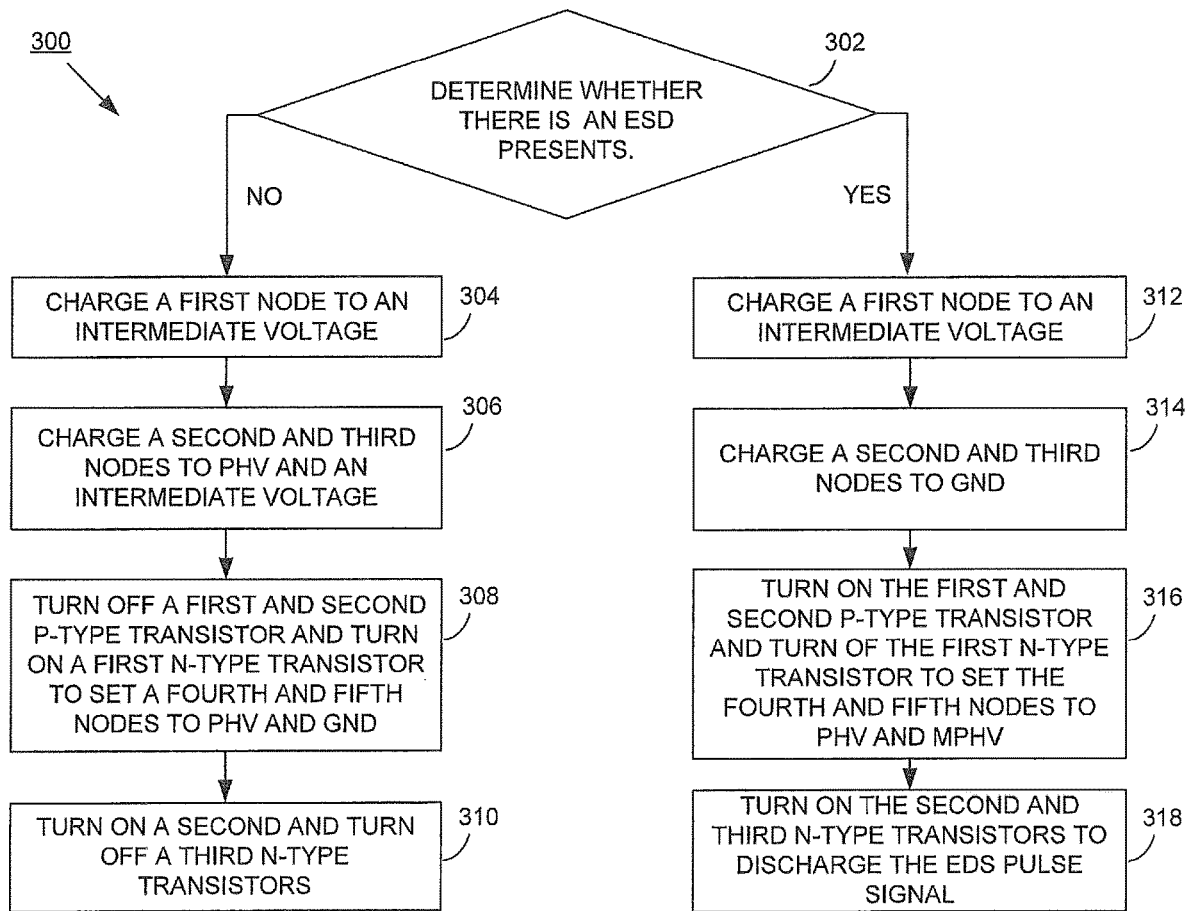 300
302
DETERMINE WHETHER
THERE IS AN ESD
PRESENTS.
NO
YES
CHARGE A FIRST NODE TO AN
INTERMEDIATE VOLTAGE
304
CHARGE A SECOND AND THIRD
NODES TO PHV AND AN
INTERMEDIATE VOLTAGE
306
TURN OFF A FIRST AND SECOND
P-TYPE TRANSISTOR AND TURN
ON A FIRST N-TYPE TRANSISTOR
TO SET A FOURTH AND FIFTH
NODES TO PHV AND GND
308
TURN ON A SECOND AND TURN
OFF A THIRD N-TYPE
TRANSISTORS
310
CHARGE A FIRST NODE TO AN
INTERMEDIATE VOLTAGE
312
CHARGE A SECOND AND THIRD
NODES TO GND
314
TURN ON THE FIRST AND
SECOND P-TYPE TRANSISTOR
AND TURN OF THE FIRST N-TYPE
TRANSISTOR TO SET THE
FOURTH AND FIFTH NODES TO
PHV AND MPHV
316
TURN ON THE SECOND AND
THIRD N-TYPE TRANSISTORS TO
DISCHARGE THE EDS PULSE
SIGNAL
318